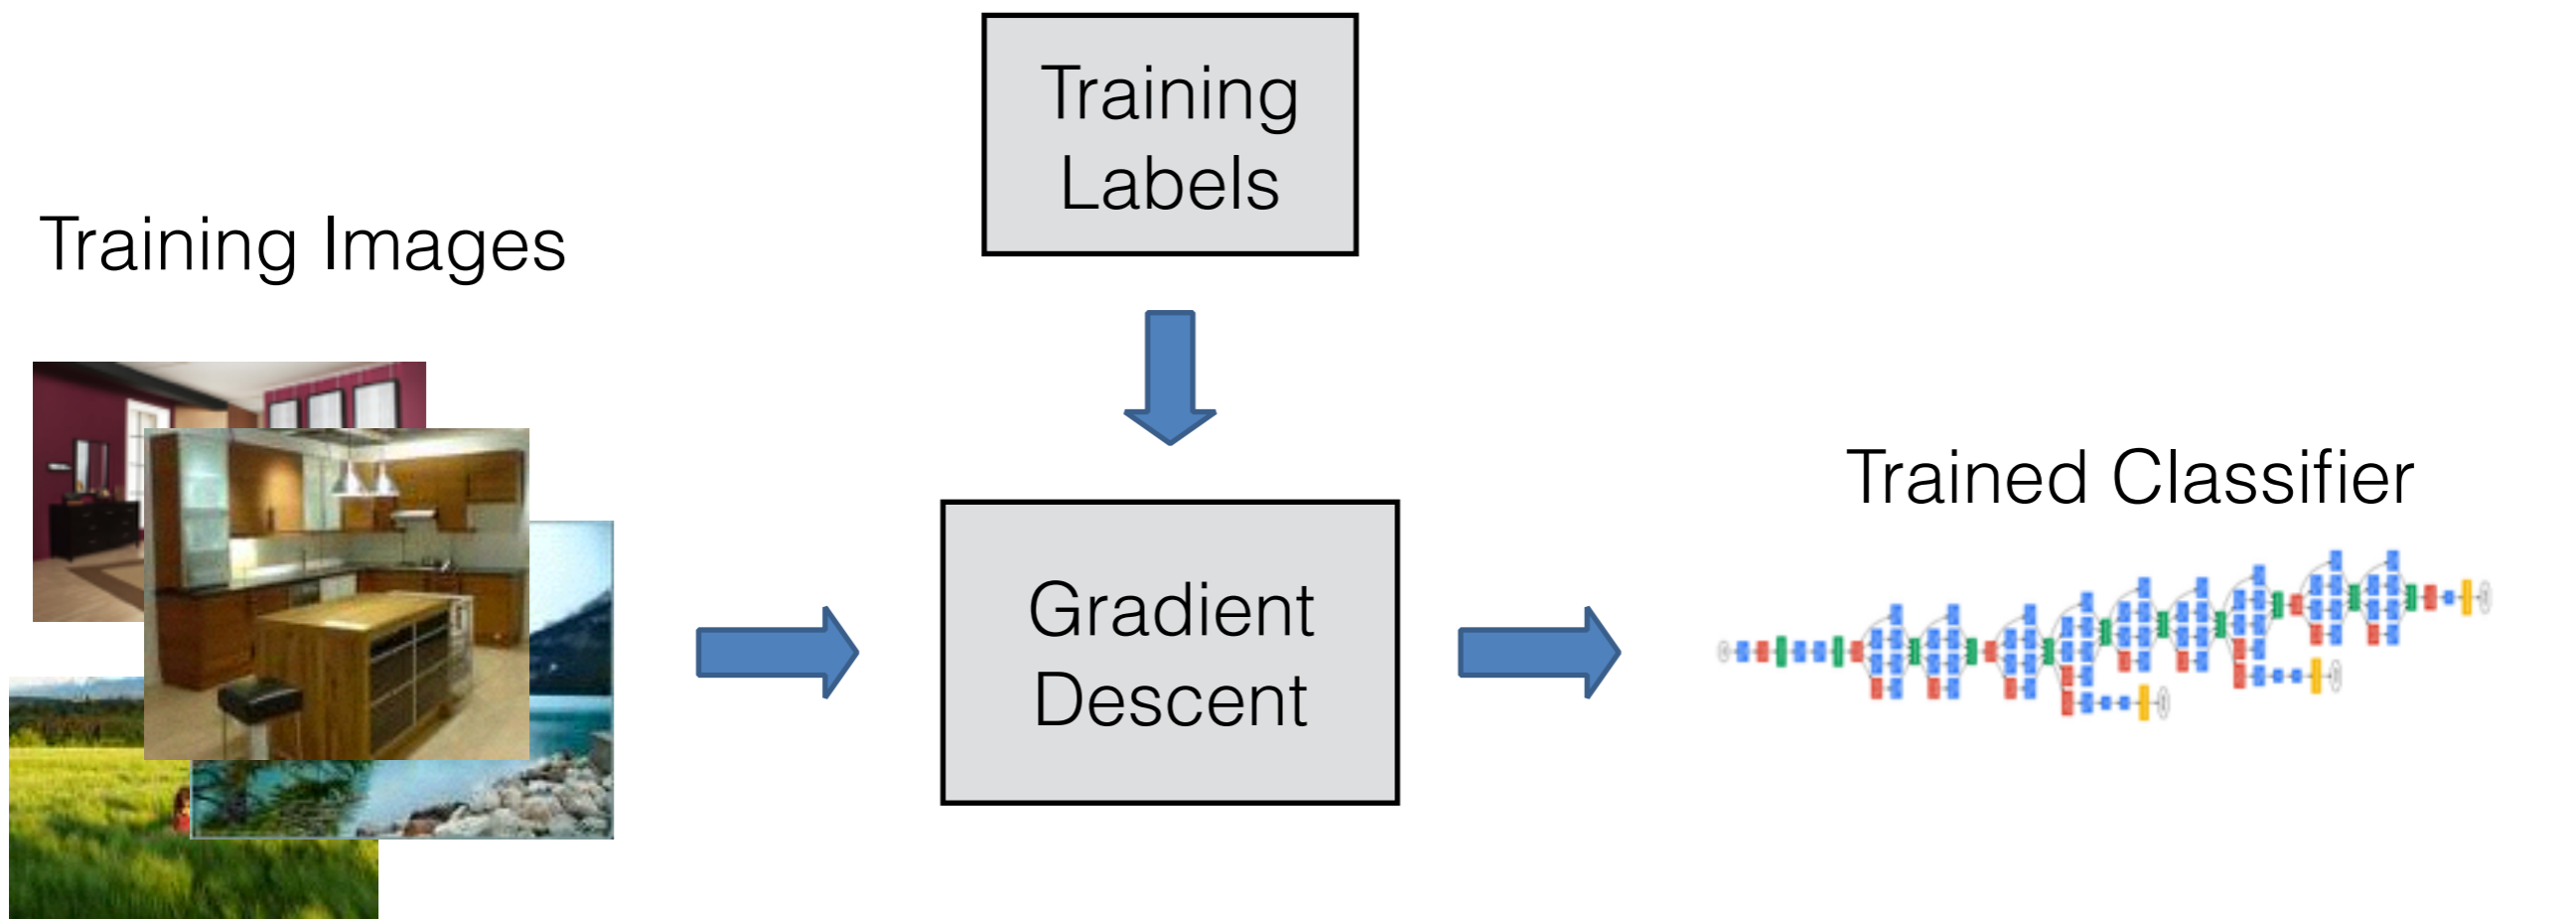 Training
Labels
Training Images
Trained Classifier
Gradient
Descent